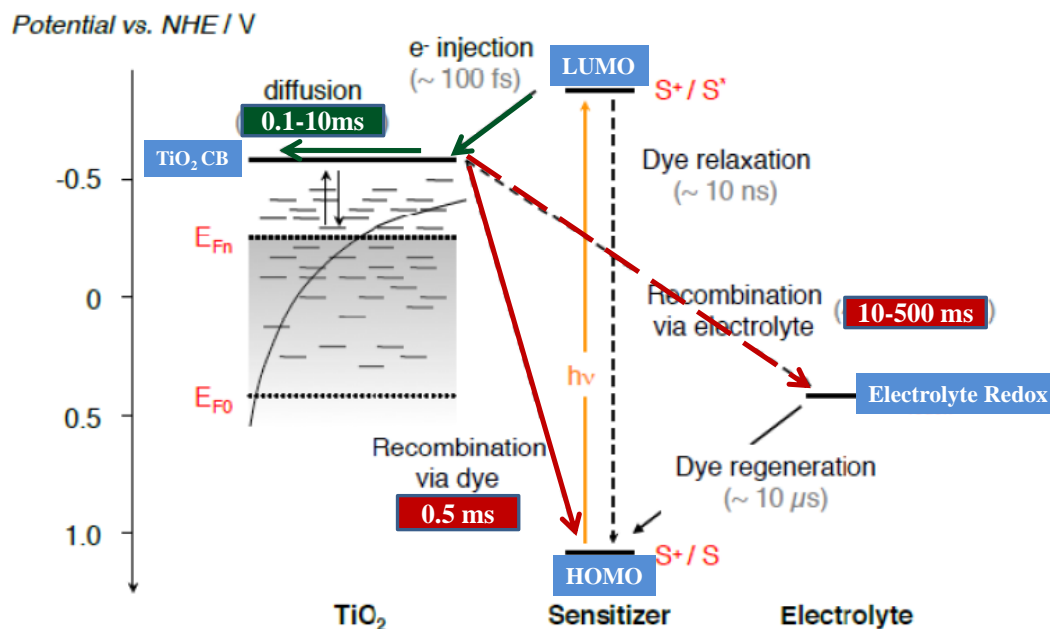 Potential vs. NHE / V
e- injection
(~ 100 fs)
LUMO
S+ / S*
diffusion
0.1-10ms
TiO2 CB
-0.5
Dye relaxation
(~ 10 ns)
EFn
0
Recombination
via electrolyte
10-500 ms
hν
EF0
Electrolyte Redox
0.5
Recombination
via dye
0.5 ms
Dye regeneration
(~ 10 µs)
1.0
S+ / S
HOMO
TiO2
Sensitizer
Electrolyte